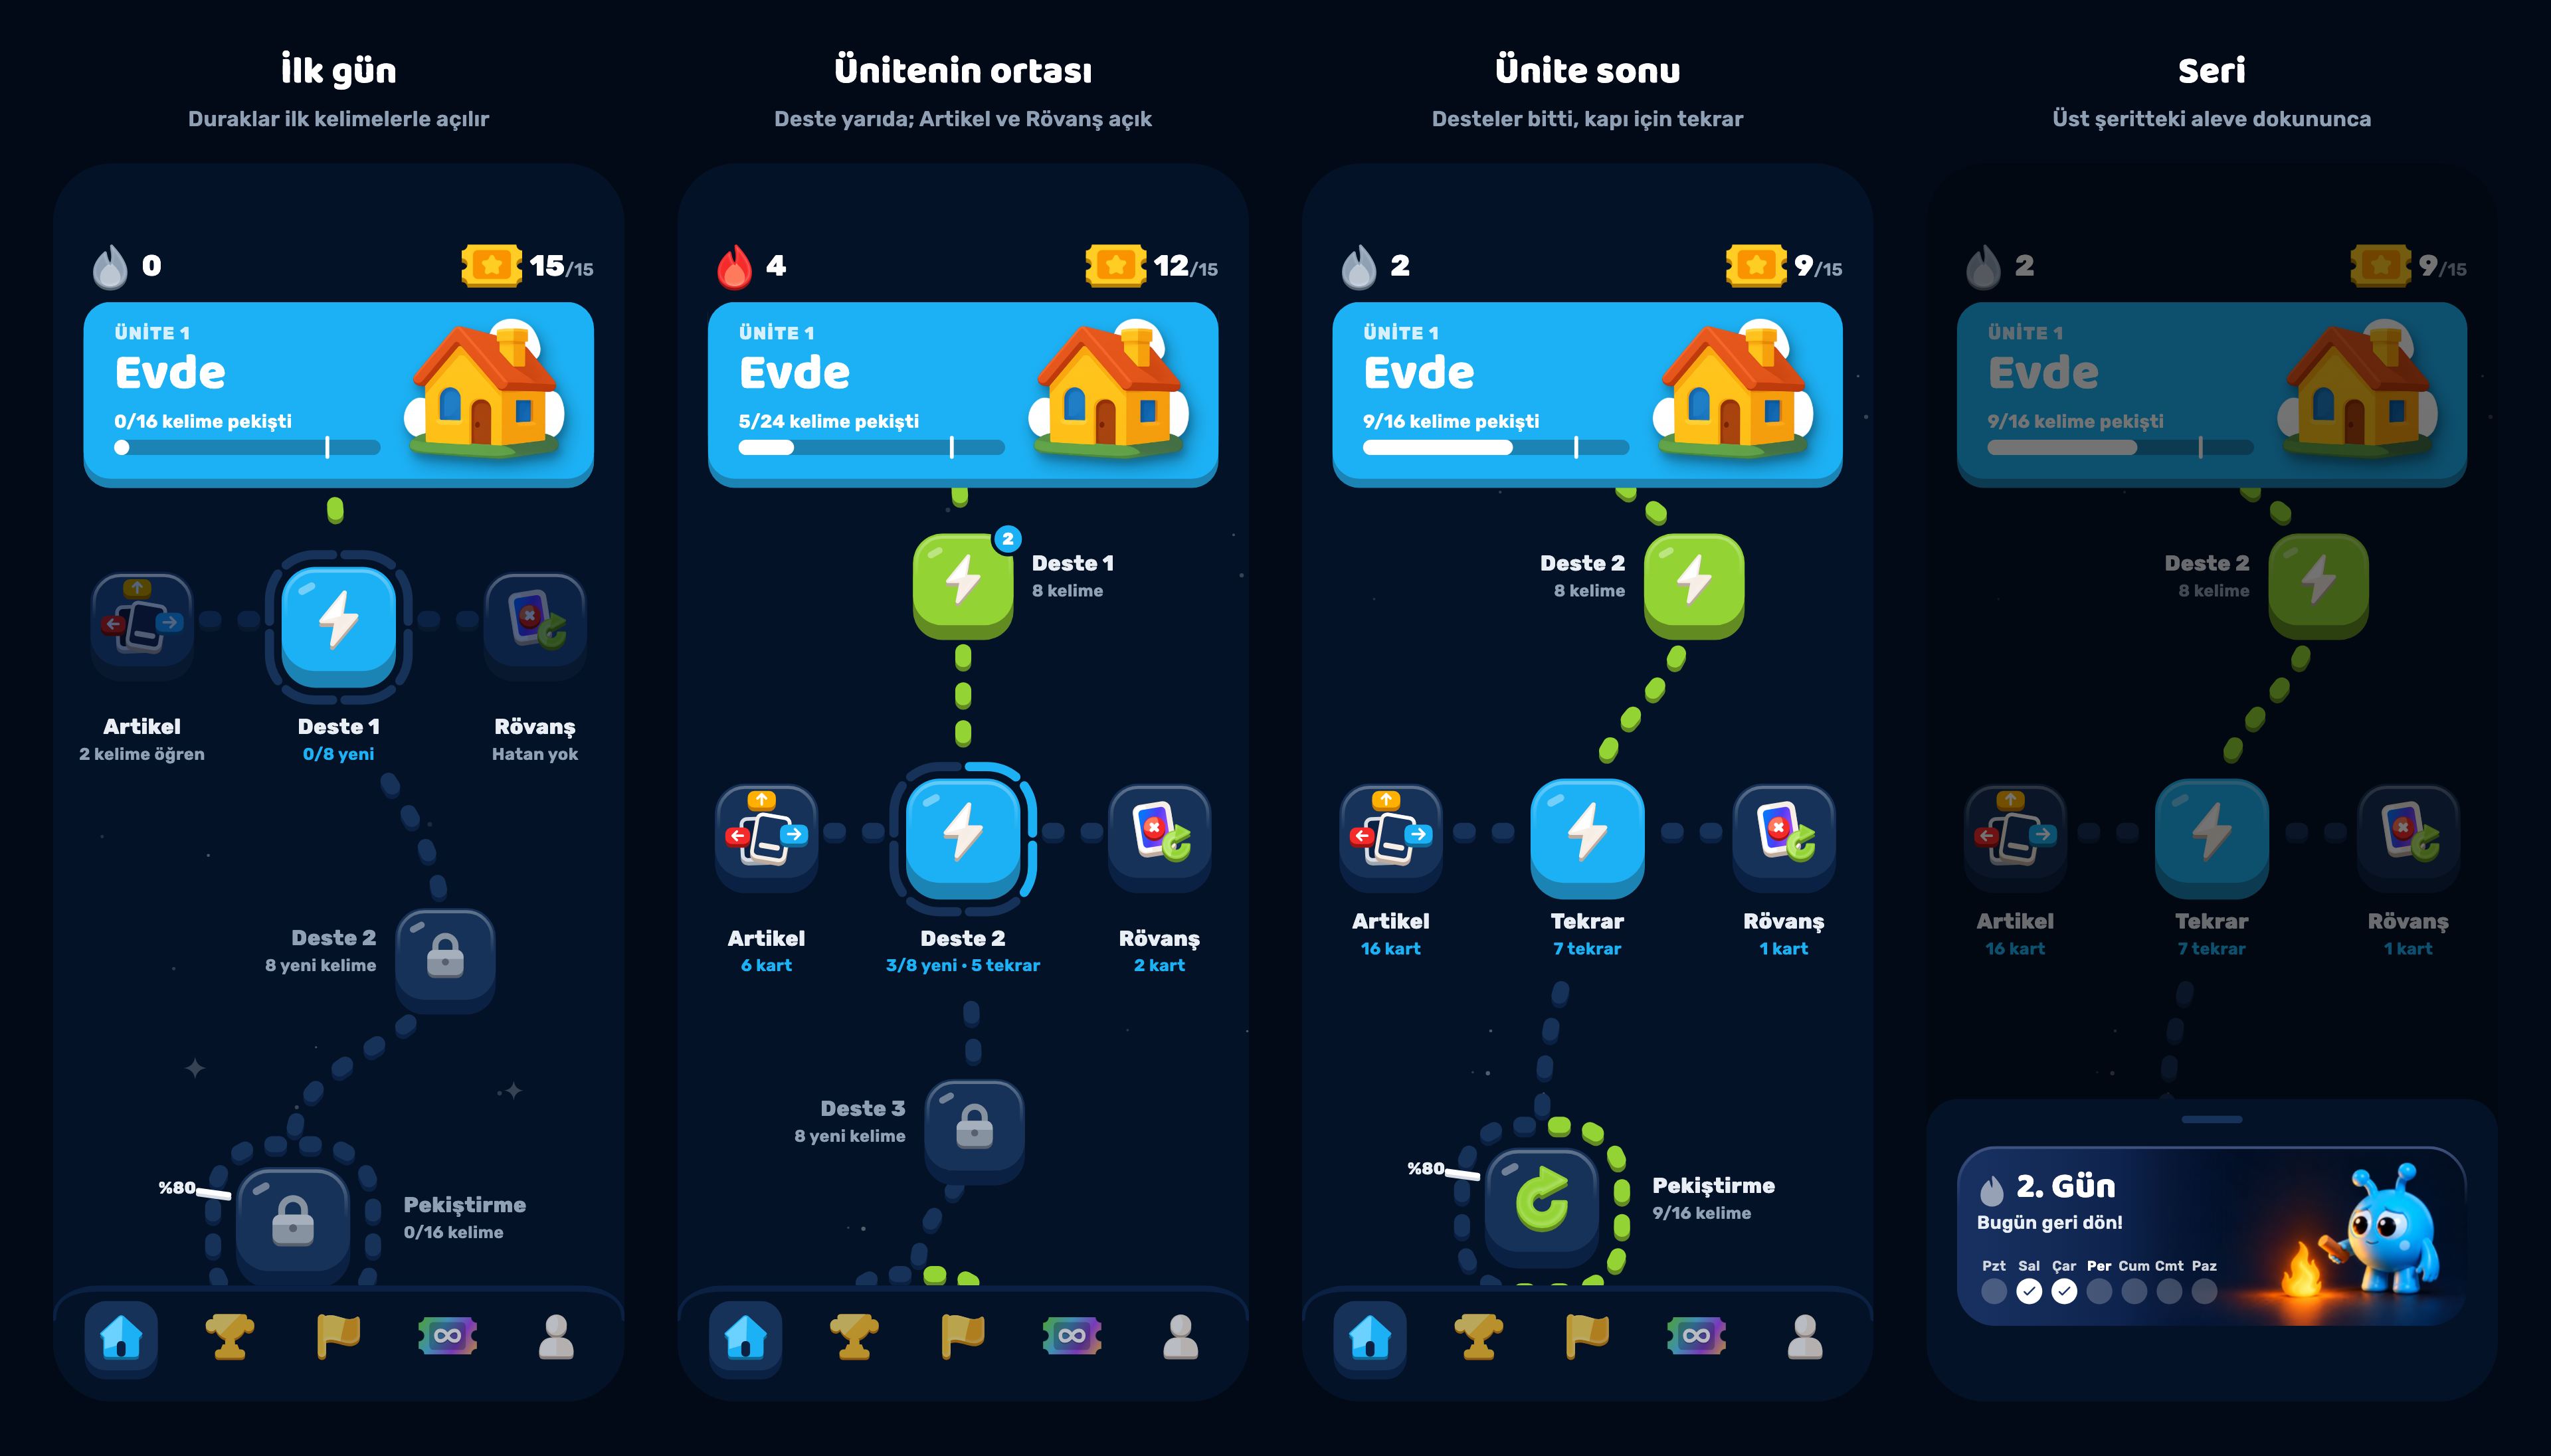 İlk gün
Duraklar ilk kelimelerle açılır
0
15/15
ÜNİTE 1
Evde
0/16 kelime pekişti
Artikel
2 kelime öğren
Deste 1
0/8 yeni
Rövanş
Hatan yok
Deste 2
8 yeni kelime
%80
Pekiştirme
0/16 kelime
Ünitenin ortası
Deste yarıda; Artikel ve Rövanş açık
4
12/15
ÜNİTE 1
Evde
5/24 kelime pekişti
2
Deste 1
8 kelime
Artikel
6 kart
Deste 2
3/8 yeni • 5 tekrar
Rövanş
2 kart
Deste 3
8 yeni kelime
Ünite sonu
Desteler bitti, kapı için tekrar
2
9/15
ÜNİTE 1
Evde
9/16 kelime pekişti
Deste 2
8 kelime
Artikel
16 kart
Tekrar
7 tekrar
Rövanş
1 kart
%80
Pekiştirme
9/16 kelime
Seri
Üst şeritteki aleve dokununca
2
9/15
ÜNİTE 1
Evde
9/16 kelime pekişti
Deste 2
8 kelime
Artikel
16 kart
Tekrar
7 tekrar
Rövanş
1 kart
2. Gün
Bugün geri dön!
Pzt Sal Çar Per Cum Cmt Paz